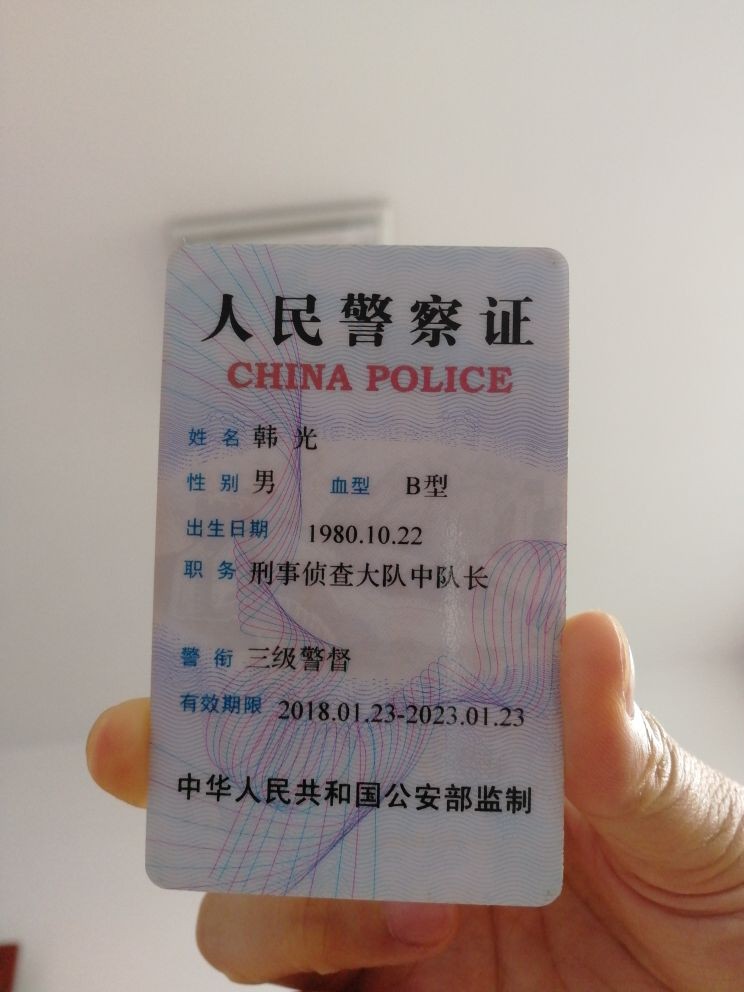 人民警察证
CHINA POLICE
姓名 韩光
性别 男 血型 B型
出生日期 1980.10.22
职务 刑事侦查大队中队长
警衔 三级警督
有效期限 2018.01.23-2023.01.23
中华人民共和国公安部监制